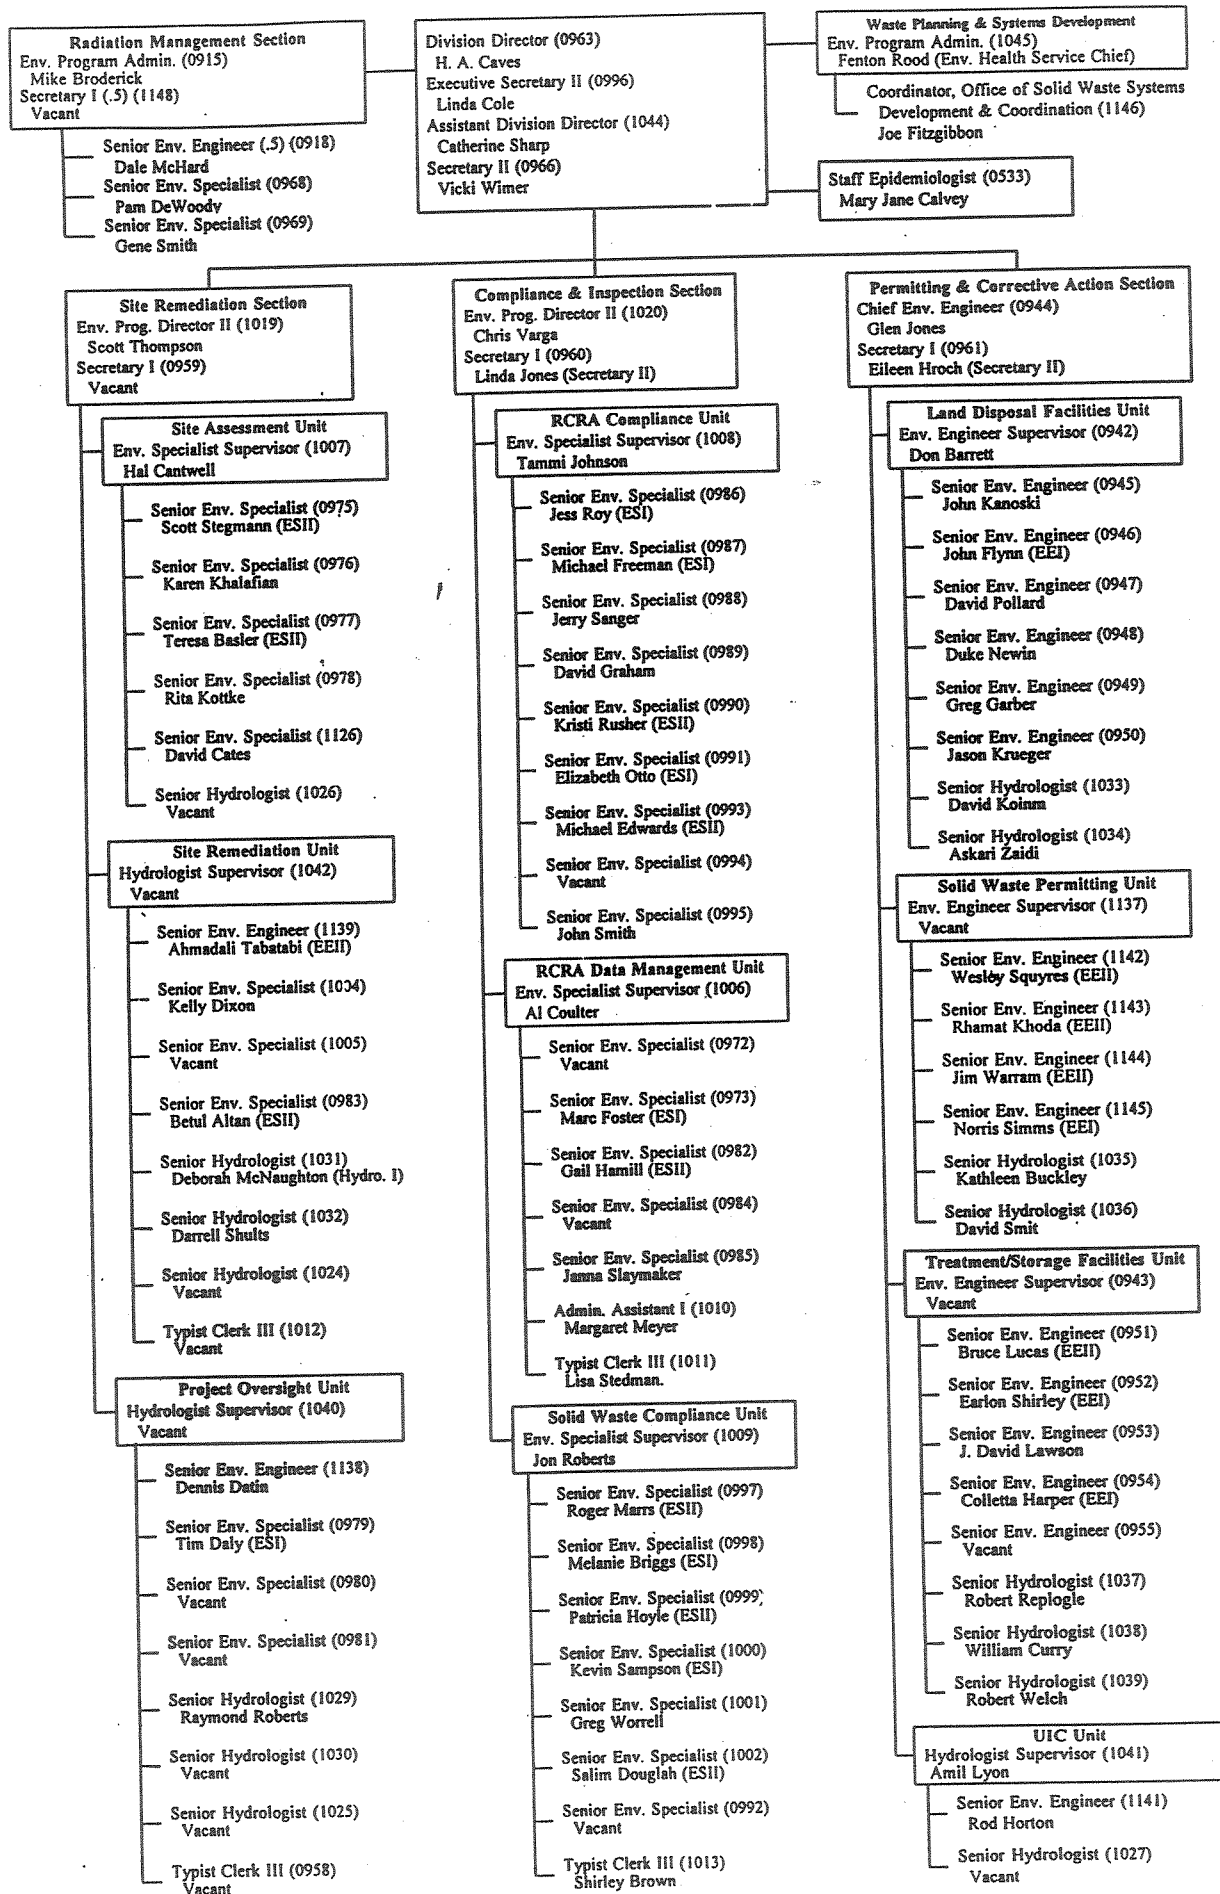 Radiation Management Section
Env. Program Admin. (0915)
Mike Broderick
Secretary I (.5) (1148)
Vacant
Senior Env. Engineer (.5) (0918)
Dale McHard
Senior Env. Specialist (0968)
Pam DeWoody
Senior Env. Specialist (0969)
Gene Smith
Division Director (0963)
H. A. Caves
Executive Secretary II (0996)
Linda Cole
Assistant Division Director (1044)
Catherine Sharp
Secretary II (0966)
Vicki Wimer
Waste Planning & Systems Development
Env. Program Admin. (1045)
Fenton Rood (Env. Health Service Chief)
Coordinator, Office of Solid Waste Systems
Development & Coordination (1146)
Joe Fitzgibbon
Staff Epidemiologist (0533)
Mary Jane Calvey
Site Remediation Section
Env. Prog. Director II (1019)
Scott Thompson
Secretary I (0959)
Vacant
Site Assessment Unit
Env. Specialist Supervisor (1007)
Hal Cantwell
Senior Env. Specialist (0975)
Scott Stegmann (ESII)
Senior Env. Specialist (0976)
Karen Khalafian
Senior Env. Specialist (0977)
Teresa Basler (ESII)
Senior Env. Specialist (0978)
Rita Kottke
Senior Env. Specialist (1126)
David Cates
Senior Hydrologist (1026)
Vacant
Site Remediation Unit
Hydrologist Supervisor (1042)
Vacant
Senior Env. Engineer (1139)
Ahmadali Tabatabi (EEII)
Senior Env. Specialist (1004)
Kelly Dixon
Senior Env. Specialist (1005)
Vacant
Senior Env. Specialist (0983)
Betul Altan (ESII)
Senior Hydrologist (1031)
Deborah McNaughton (Hydro. I)
Senior Hydrologist (1032)
Darrell Shults
Senior Hydrologist (1024)
Vacant
Typist Clerk III (1012)
Vacant
Project Oversight Unit
Hydrologist Supervisor (1040)
Vacant
Senior Env. Engineer (1138)
Dennis Datin
Senior Env. Specialist (0979)
Tim Daly (ESI)
Senior Env. Specialist (0980)
Vacant
Senior Env. Specialist (0981)
Vacant
Senior Hydrologist (1029)
Raymond Roberts
Senior Hydrologist (1030)
Vacant
Senior Hydrologist (1025)
Vacant
Typist Clerk III (0958)
Vacant
Compliance & Inspection Section
Env. Prog. Director II (1020)
Chris Varga
Secretary I (0960)
Linda Jones (Secretary II)
RCRA Compliance Unit
Env. Specialist Supervisor (1008)
Tammi Johnson
Senior Env. Specialist (0986)
Jess Roy (ESI)
Senior Env. Specialist (0987)
Michael Freeman (ESI)
Senior Env. Specialist (0988)
Jerry Sanger
Senior Env. Specialist (0989)
David Graham
Senior Env. Specialist (0990)
Kristi Rusher (ESII)
Senior Env. Specialist (0991)
Elizabeth Otto (ESI)
Senior Env. Specialist (0993)
Michael Edwards (ESII)
Senior Env. Specialist (0994)
Vacant
Senior Env. Specialist (0995)
John Smith
RCRA Data Management Unit
Env. Specialist Supervisor (1006)
Al Coulter
Senior Env. Specialist (0972)
Vacant
Senior Env. Specialist (0973)
Marc Foster (ESI)
Senior Env. Specialist (0982)
Gail Hamill (ESII)
Senior Env. Specialist (0984)
Vacant
Senior Env. Specialist (0985)
Janna Slaymaker
Admin. Assistant I (1010)
Margaret Meyer
Typist Clerk III (1011)
Lisa Stedman.
Solid Waste Compliance Unit
Env. Specialist Supervisor (1009)
Jon Roberts
Senior Env. Specialist (0997)
Roger Marrs (ESII)
Senior Env. Specialist (0998)
Melanie Briggs (ESI)
Senior Env. Specialist (0999)
Patricia Hoyle (ESII)
Senior Env. Specialist (1000)
Kevin Sampson (ESI)
Senior Env. Specialist (1001)
Greg Worrell
Senior Env. Specialist (1002)
Salim Douglah (ESII)
Senior Env. Specialist (0992)
Vacant
Typist Clerk III (1013)
Shirley Brown
Permitting & Corrective Action Section
Chief Env. Engineer (0944)
Glen Jones
Secretary I (0961)
Eileen Hroch (Secretary II)
Land Disposal Facilities Unit
Env. Engineer Supervisor (0942)
Don Barrett
Senior Env. Engineer (0945)
John Kanoski
Senior Env. Engineer (0946)
John Flynn (EEI)
Senior Env. Engineer (0947)
David Pollard
Senior Env. Engineer (0948)
Duke Newin
Senior Env. Engineer (0949)
Greg Garber
Senior Env. Engineer (0950)
Jason Krueger
Senior Hydrologist (1033)
David Koinm
Senior Hydrologist (1034)
Askari Zaidi
Solid Waste Permitting Unit
Env. Engineer Supervisor (1137)
Vacant
Senior Env. Engineer (1142)
Wesley Squyres (EEII)
Senior Env. Engineer (1143)
Rhamat Khoda (EEII)
Senior Env. Engineer (1144)
Jim Warram (EEII)
Senior Env. Engineer (1145)
Norris Simms (EEI)
Senior Hydrologist (1035)
Kathleen Buckley
Senior Hydrologist (1036)
David Smit
Treatment/Storage Facilities Unit
Env. Engineer Supervisor (0943)
Vacant
Senior Env. Engineer (0951)
Bruce Lucas (EEII)
Senior Env. Engineer (0952)
Earlon Shirley (EEI)
Senior Env. Engineer (0953)
J. David Lawson
Senior Env. Engineer (0954)
Colletta Harper (EEI)
Senior Env. Engineer (0955)
Vacant
Senior Hydrologist (1037)
Robert Replogle
Senior Hydrologist (1038)
William Curry
Senior Hydrologist (1039)
Robert Welch
UIC Unit
Hydrologist Supervisor (1041)
Amil Lyon
Senior Env. Engineer (1141)
Rod Horton
Senior Hydrologist (1027)
Vacant